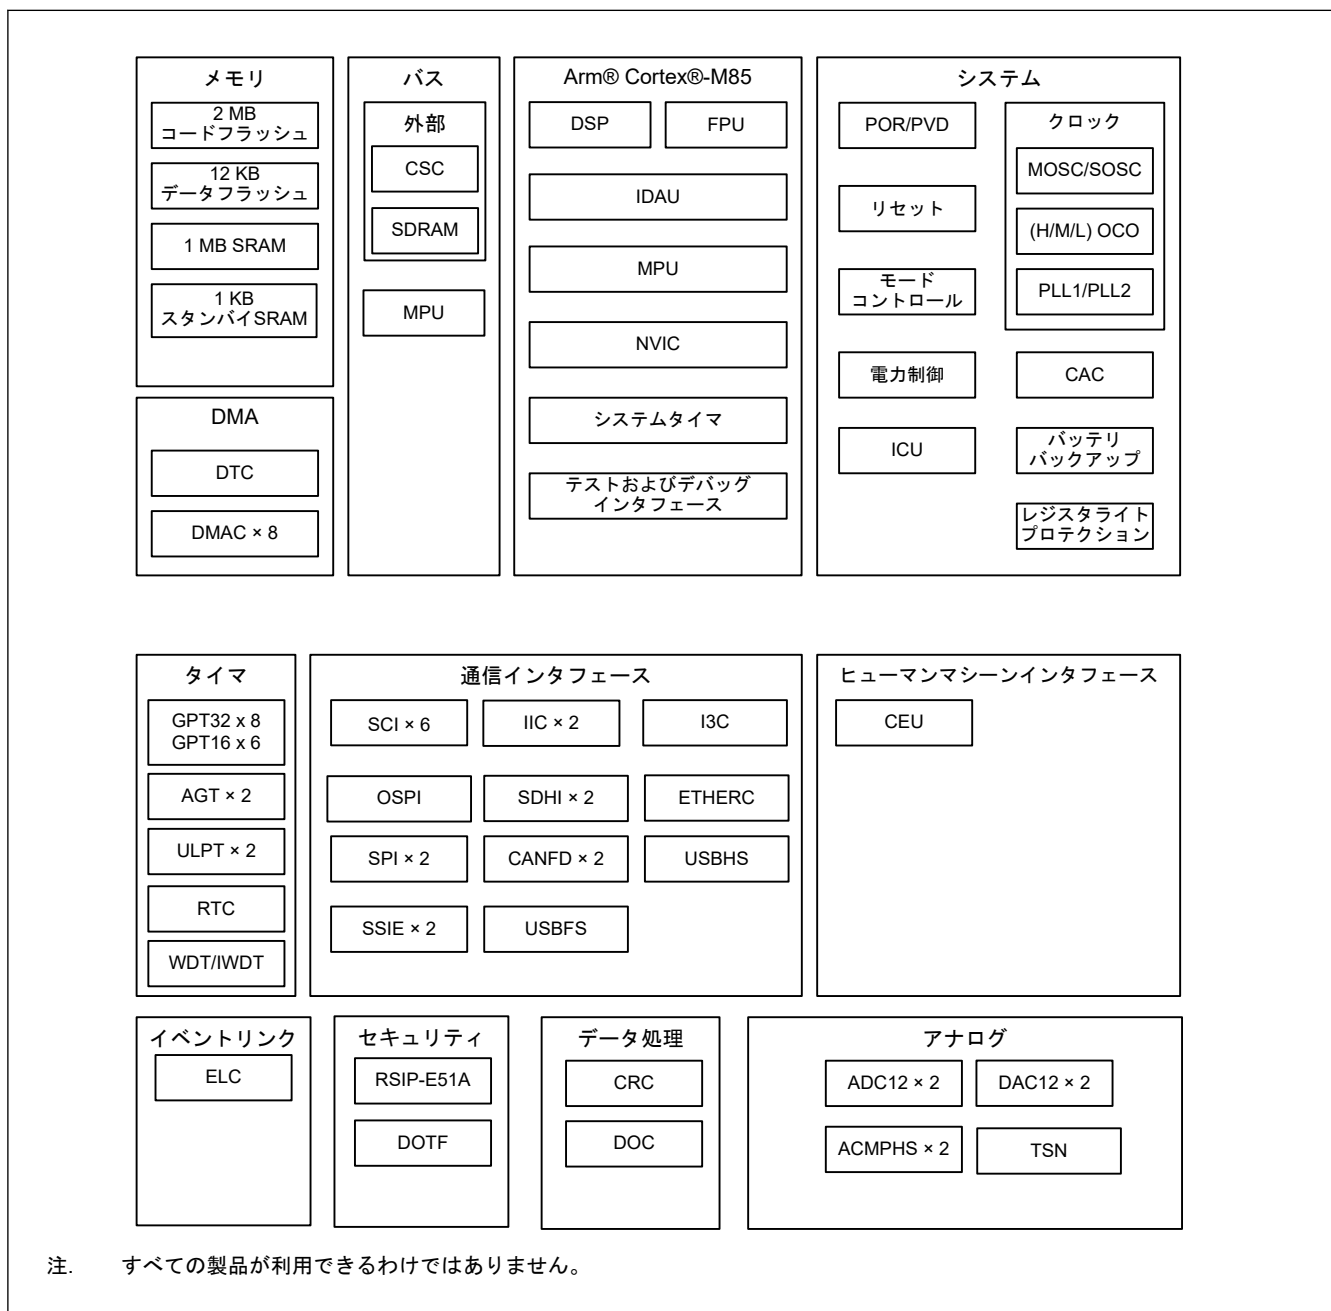 メモリ
2 MB
コードフラッシュ
12 KB
データフラッシュ
1 MB SRAM
1 KB
スタンバイSRAM
DMA
DTC
DMAC × 8
バス
外部
CSC
SDRAM
MPU
Arm® Cortex®-M85
DSP
FPU
IDAU
MPU
NVIC
システムタイマ
テストおよびデバッグ
インタフェース
システム
POR/PVD
リセット
モード
コントロール
電力制御
ICU
クロック
MOSC/SOSC
(H/M/L) OCO
PLL1/PLL2
CAC
バッテリ
バックアップ
レジスタライト
プロテクション
タイマ
GPT32 x 8
GPT16 x 6
AGT × 2
ULPT × 2
RTC
WDT/IWDT
通信インタフェース
SCI × 6
IIC × 2
I3C
OSPI
SDHI × 2
ETHERC
SPI × 2
CANFD × 2
USBHS
SSIE × 2
USBFS
ヒューマンマシーンインタフェース
CEU
イベントリンク
ELC
セキュリティ
RSIP-E51A
DOTF
データ処理
CRC
DOC
アナログ
ADC12 × 2
DAC12 × 2
ACMPHS × 2
TSN
注. すべての製品が利用できるわけではありません。